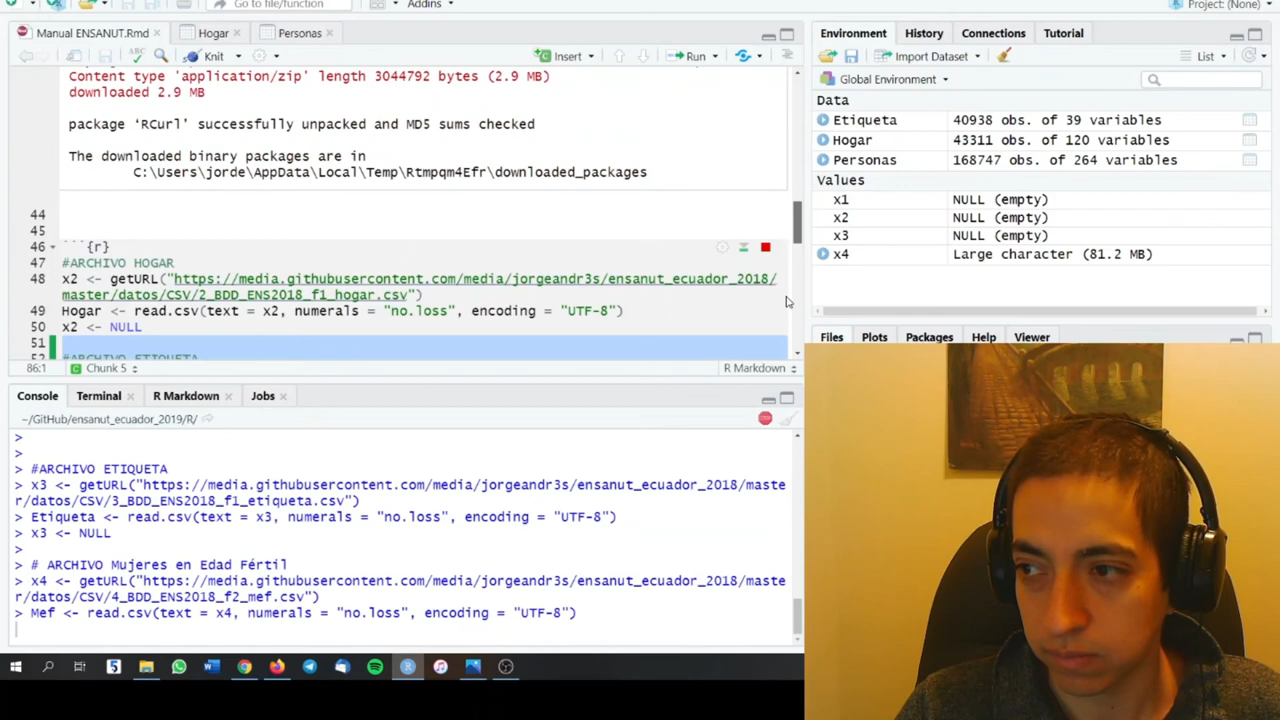 Go to file/function
Addins
Project: (None)
Manual ENSANUT.Rmd
Hogar
Personas
ABC
Knit
Insert
Run
Content type 'application/zip' length 3044792 bytes (2.9 MB)
downloaded 2.9 MB
package 'RCurl' successfully unpacked and MD5 sums checked
The downloaded binary packages are in
C:\Users\jorde\AppData\Local\Temp\Rtmpqm4Efr\downloaded_packages
44
45
46 ```{r}
47 #ARCHIVO HOGAR
48 x2 <- getURL("https://media.githubusercontent.com/media/jorgeandr3s/ensanut_ecuador_2018/
master/datos/CSV/2_BDD_ENS2018_f1_hogar.csv")
49 Hogar <- read.csv(text = x2, numerals = "no.loss", encoding = "UTF-8")
50 x2 <- NULL
51
52 #ARCHIVO ETIQUETA
86:1 Chunk 5 R Markdown
Console Terminal R Markdown Jobs
~/GitHub/ensanut_ecuador_2019/R/
>
>
> #ARCHIVO ETIQUETA
> x3 <- getURL("https://media.githubusercontent.com/media/jorgeandr3s/ensanut_ecuador_2018/maste
r/datos/CSV/3_BDD_ENS2018_f1_etiqueta.csv")
> Etiqueta <- read.csv(text = x3, numerals = "no.loss", encoding = "UTF-8")
> x3 <- NULL
>
> # ARCHIVO Mujeres en Edad Fértil
> x4 <- getURL("https://media.githubusercontent.com/media/jorgeandr3s/ensanut_ecuador_2018/maste
r/datos/CSV/4_BDD_ENS2018_f2_mef.csv")
> Mef <- read.csv(text = x4, numerals = "no.loss", encoding = "UTF-8")
Environment History Connections Tutorial
Import Dataset List
Global Environment
Data
Etiqueta 40938 obs. of 39 variables
Hogar 43311 obs. of 120 variables
Personas 168747 obs. of 264 variables
Values
x1 NULL (empty)
x2 NULL (empty)
x3 NULL (empty)
x4 Large character (81.2 MB)
Files Plots Packages Help Viewer